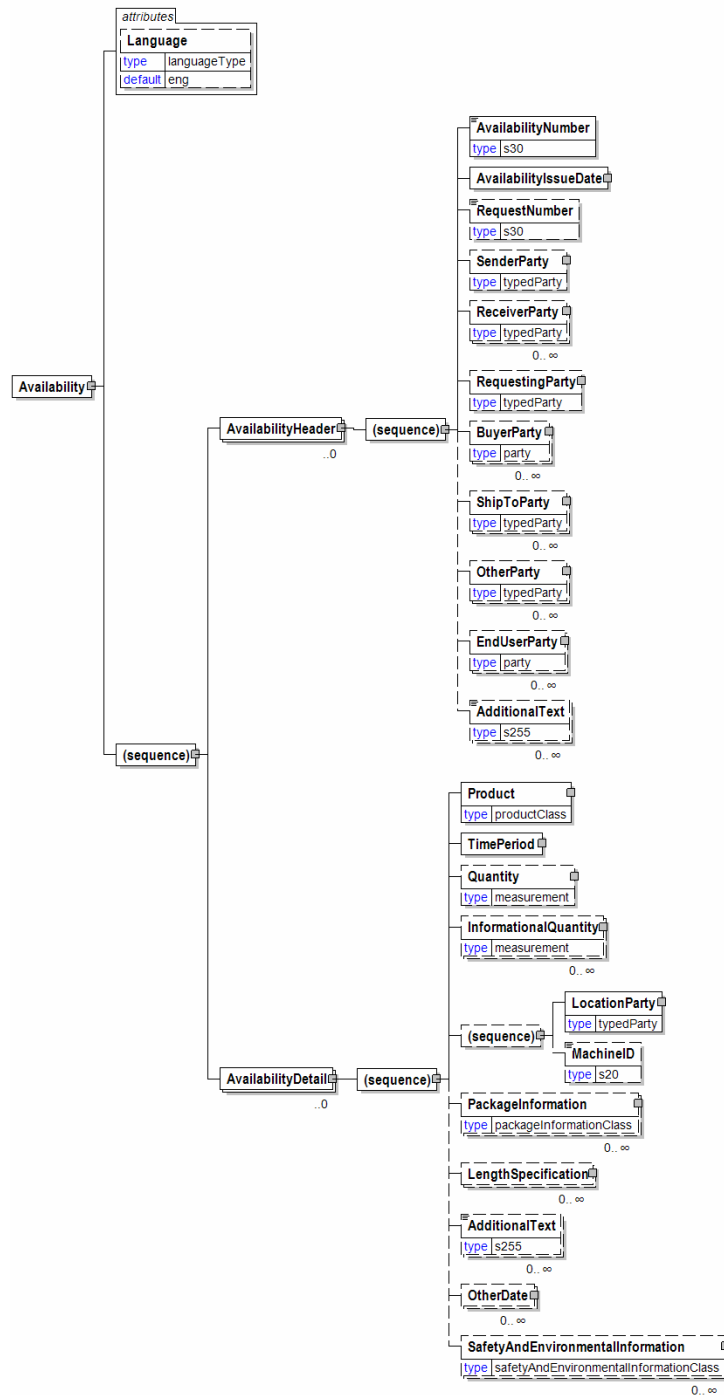 attributes
Language
type languageType
default eng
Availability
(sequence)
AvailabilityHeader
..0
(sequence)
AvailabilityNumber
type s30
AvailabilityIssueDate
RequestNumber
type s30
SenderParty
type typedParty
ReceiverParty
type typedParty
0.. ∞
RequestingParty
type typedParty
BuyerParty
type party
0.. ∞
ShipToParty
type typedParty
0.. ∞
OtherParty
type typedParty
0.. ∞
EndUserParty
type party
0.. ∞
AdditionalText
type s255
0.. ∞
AvailabilityDetail
..0
(sequence)
Product
type productClass
TimePeriod
Quantity
type measurement
InformationalQuantity
type measurement
0.. ∞
(sequence)
LocationParty
type typedParty
MachineID
type s20
PackageInformation
type packageInformationClass
0.. ∞
LengthSpecification
0.. ∞
AdditionalText
type s255
0.. ∞
OtherDate
0.. ∞
SafetyAndEnvironmentalInformation
type safetyAndEnvironmentalInformationClass
0.. ∞